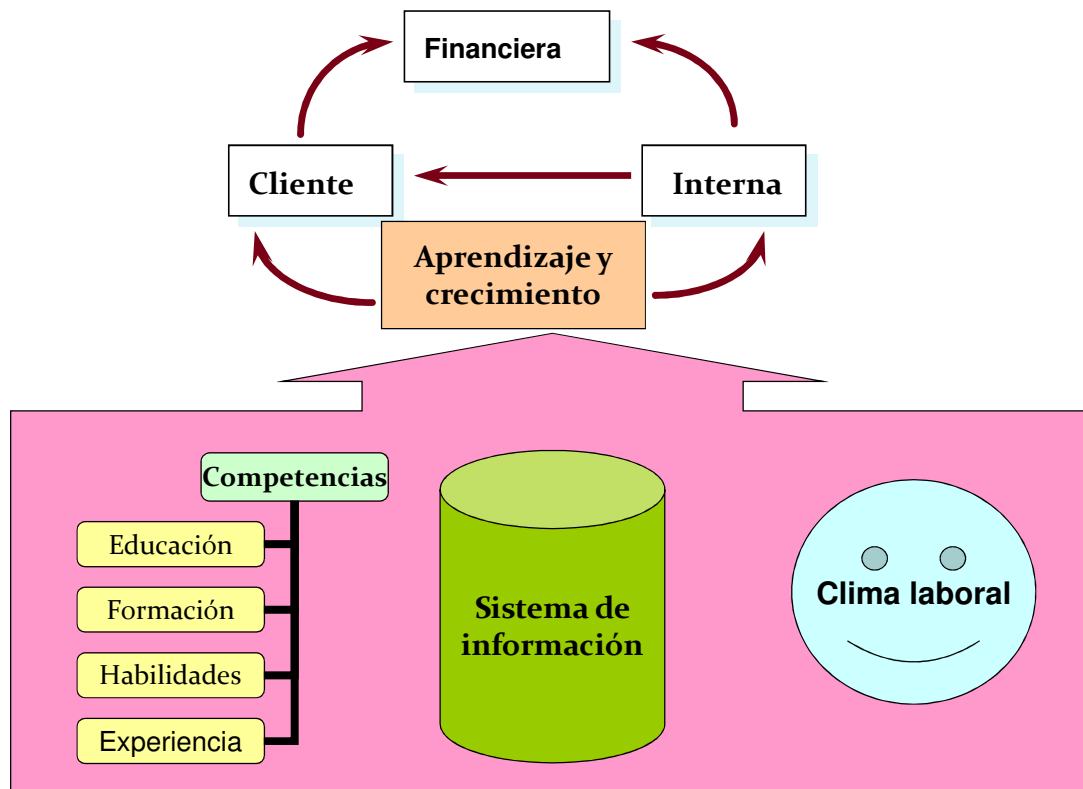 Financiera
Cliente
Interna
Aprendizaje y
crecimiento
Competencias
Educación
Formación
Habilidades
Experiencia
Sistema de
información
Clima laboral